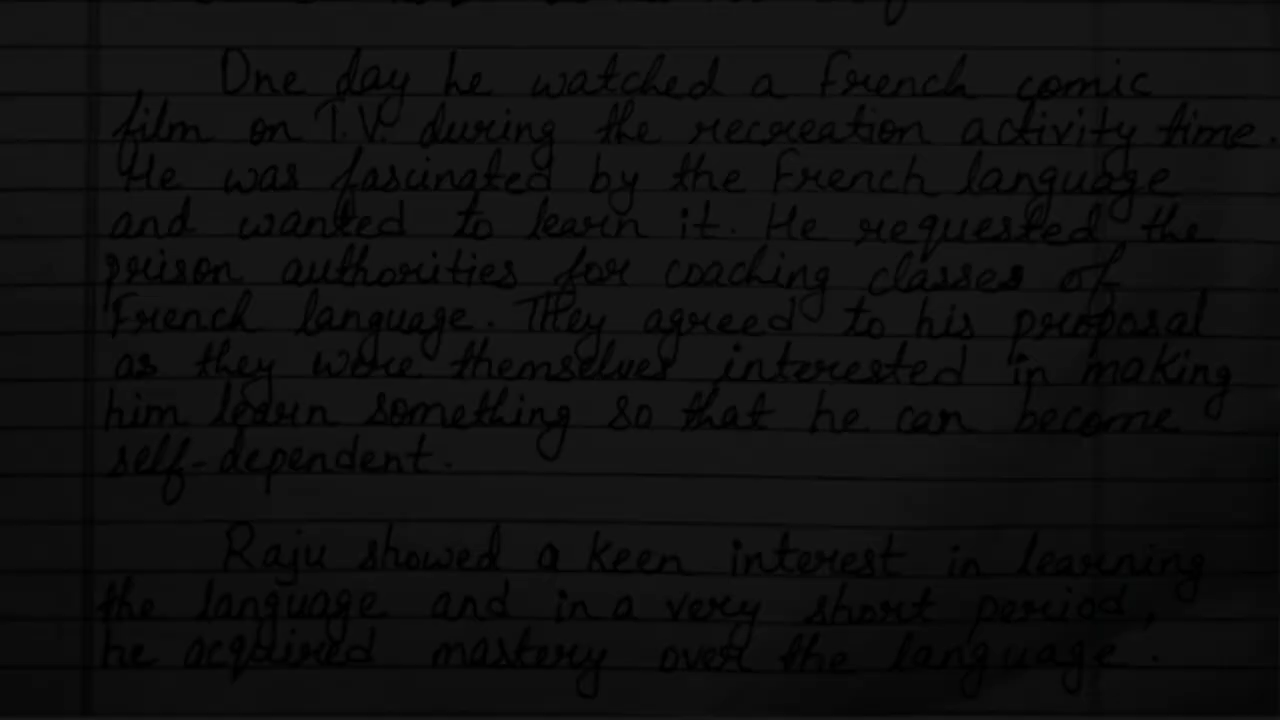 One day he watched a French comic
film on T.V. during the recreation activity time.
He was fascinated by the French language
and wanted to learn it. He requested the
prison authorities for coaching classes of
French language. They agreed to his proposal
as they were themselves interested in making
him learn something so that he can become
self-dependent.
Raju showed a keen interest in learning
the language and in a very short period,
he acquired mastery over the language.